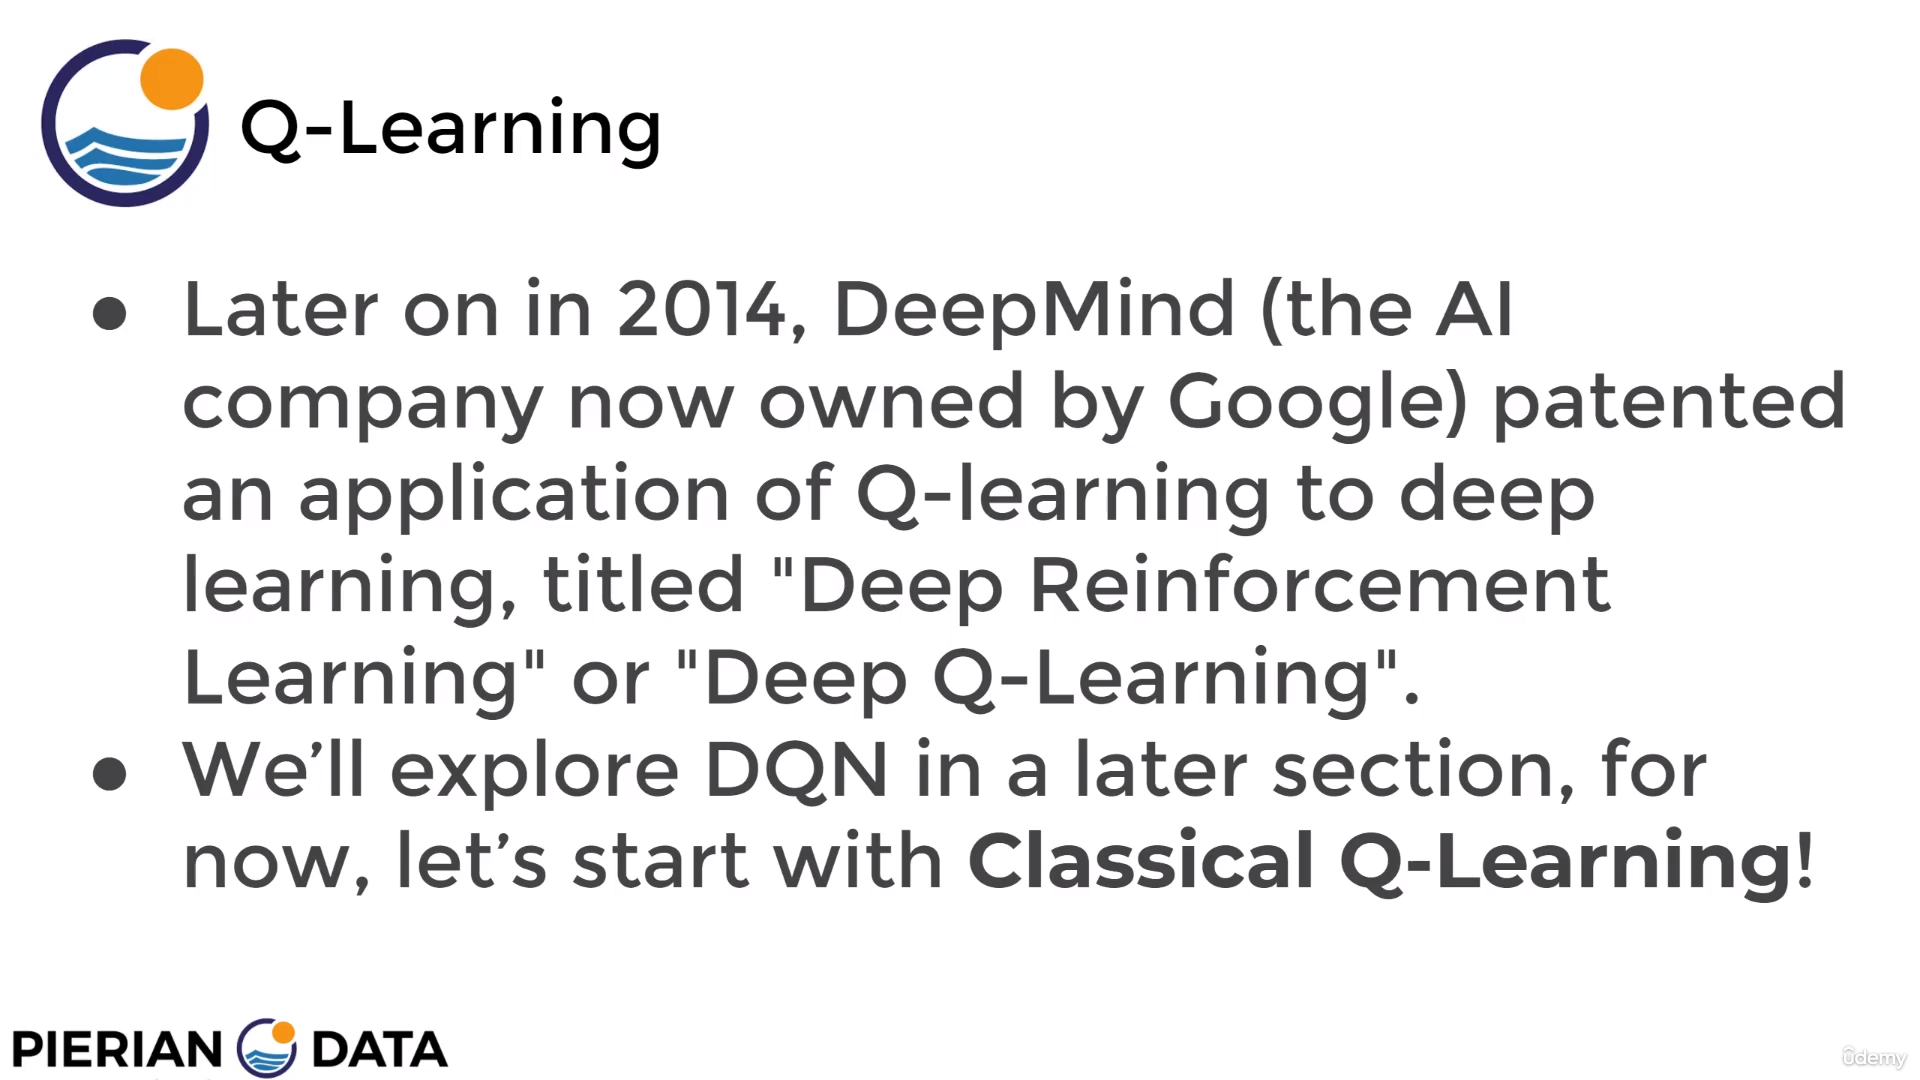 Q-Learning
● Later on in 2014, DeepMind (the AI
company now owned by Google) patented
an application of Q-learning to deep
learning, titled "Deep Reinforcement
Learning" or "Deep Q-Learning".
● We’ll explore DQN in a later section, for
now, let’s start with Classical Q-Learning!
PIERIAN DATA
ûdemy